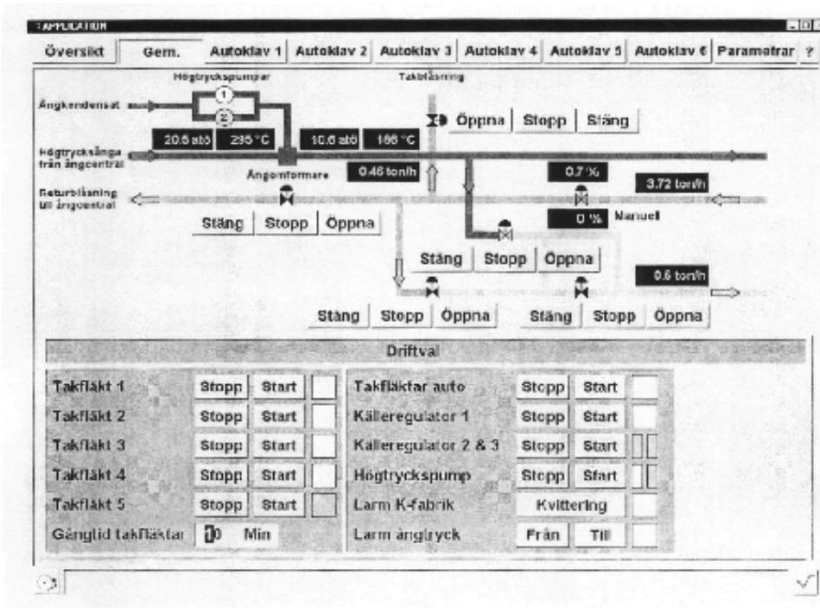 APPLICATION
Översikt Gem. Autoklav 1 Autoklav 2 Autoklav 3 Autoklav 4 Autoklav 5 Autoklav 6 Parametrar ?
Högtryckspumpar Takblåsning
Ångkondensat 1
2
Öppna Stopp Stäng
20.5 atö 295 °C 10.6 atö 186 °C
Högtrycksånga
från ångcentral
Ångomformare 0.46 ton/h 0.7 %
3.72 ton/h
Returblåsning
till ångcentral
0 % Manuell
Stäng Stopp Öppna
Stäng Stopp Öppna
0.6 ton/h
Stäng Stopp Öppna Stäng Stopp Öppna
Driftval
Takfläkt 1 Stopp Start Takfläktar auto Stopp Start
Takfläkt 2 Stopp Start Källeregulator 1 Stopp Start
Takfläkt 3 Stopp Start Källeregulator 2 & 3 Stopp Start
Takfläkt 4 Stopp Start Högtryckspump Stopp Start
Takfläkt 5 Stopp Start Larm K-fabrik Kvittering
Gångtid takfläktar 10 Min Larm ångtryck Från Till